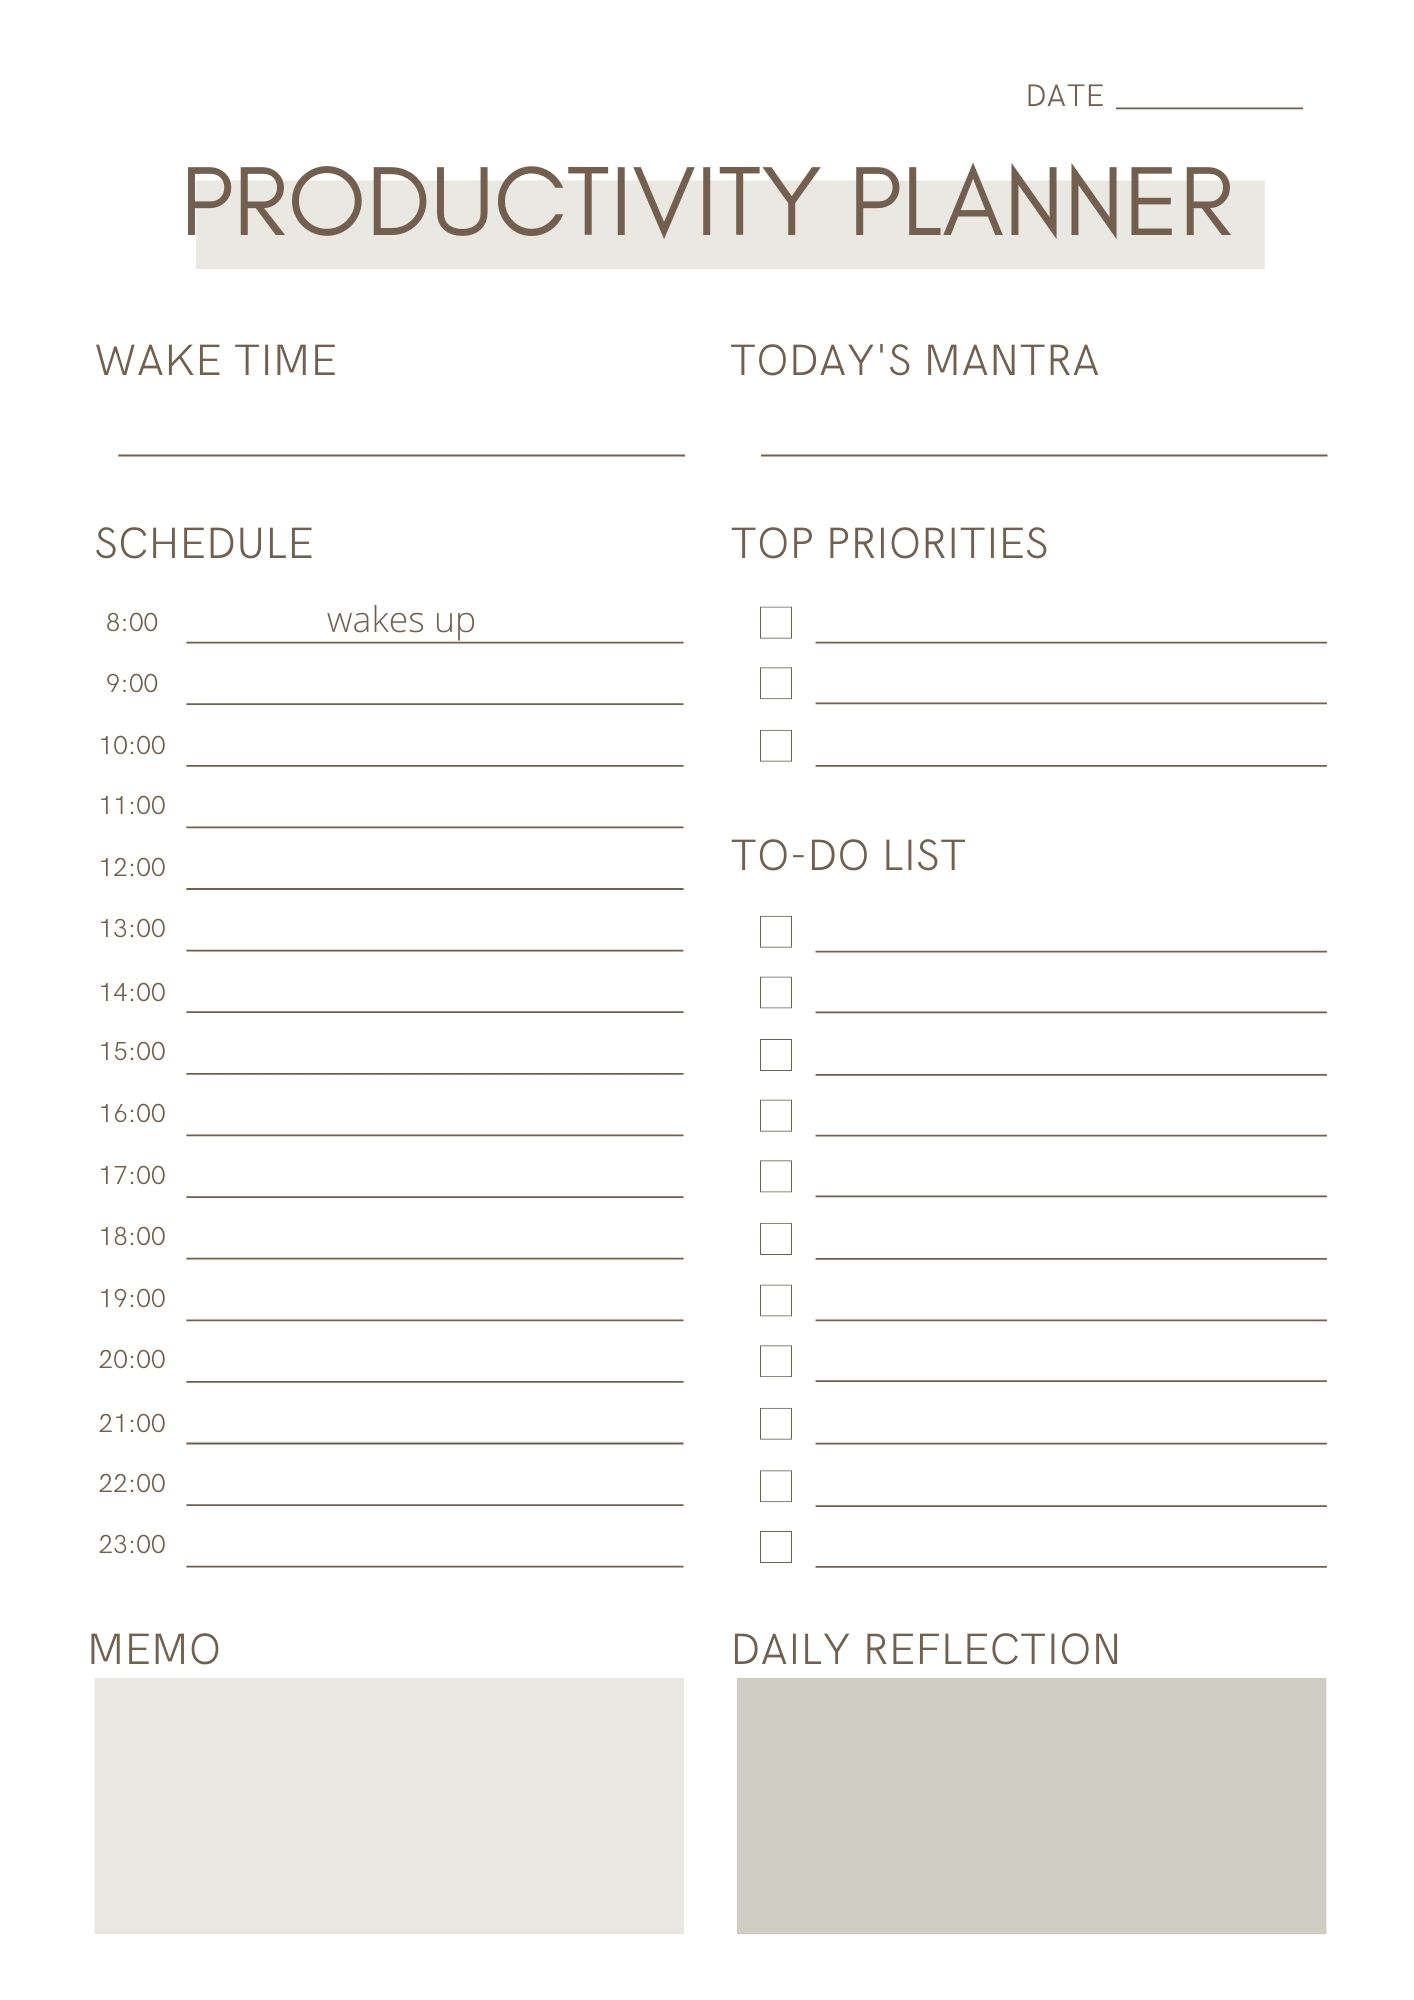 DATE
PRODUCTIVITY PLANNER
WAKE TIME
TODAY'S MANTRA
SCHEDULE
8:00 wakes up
9:00
10:00
11:00
12:00
13:00
14:00
15:00
16:00
17:00
18:00
19:00
20:00
21:00
22:00
23:00
TOP PRIORITIES
TO-DO LIST
MEMO
DAILY REFLECTION